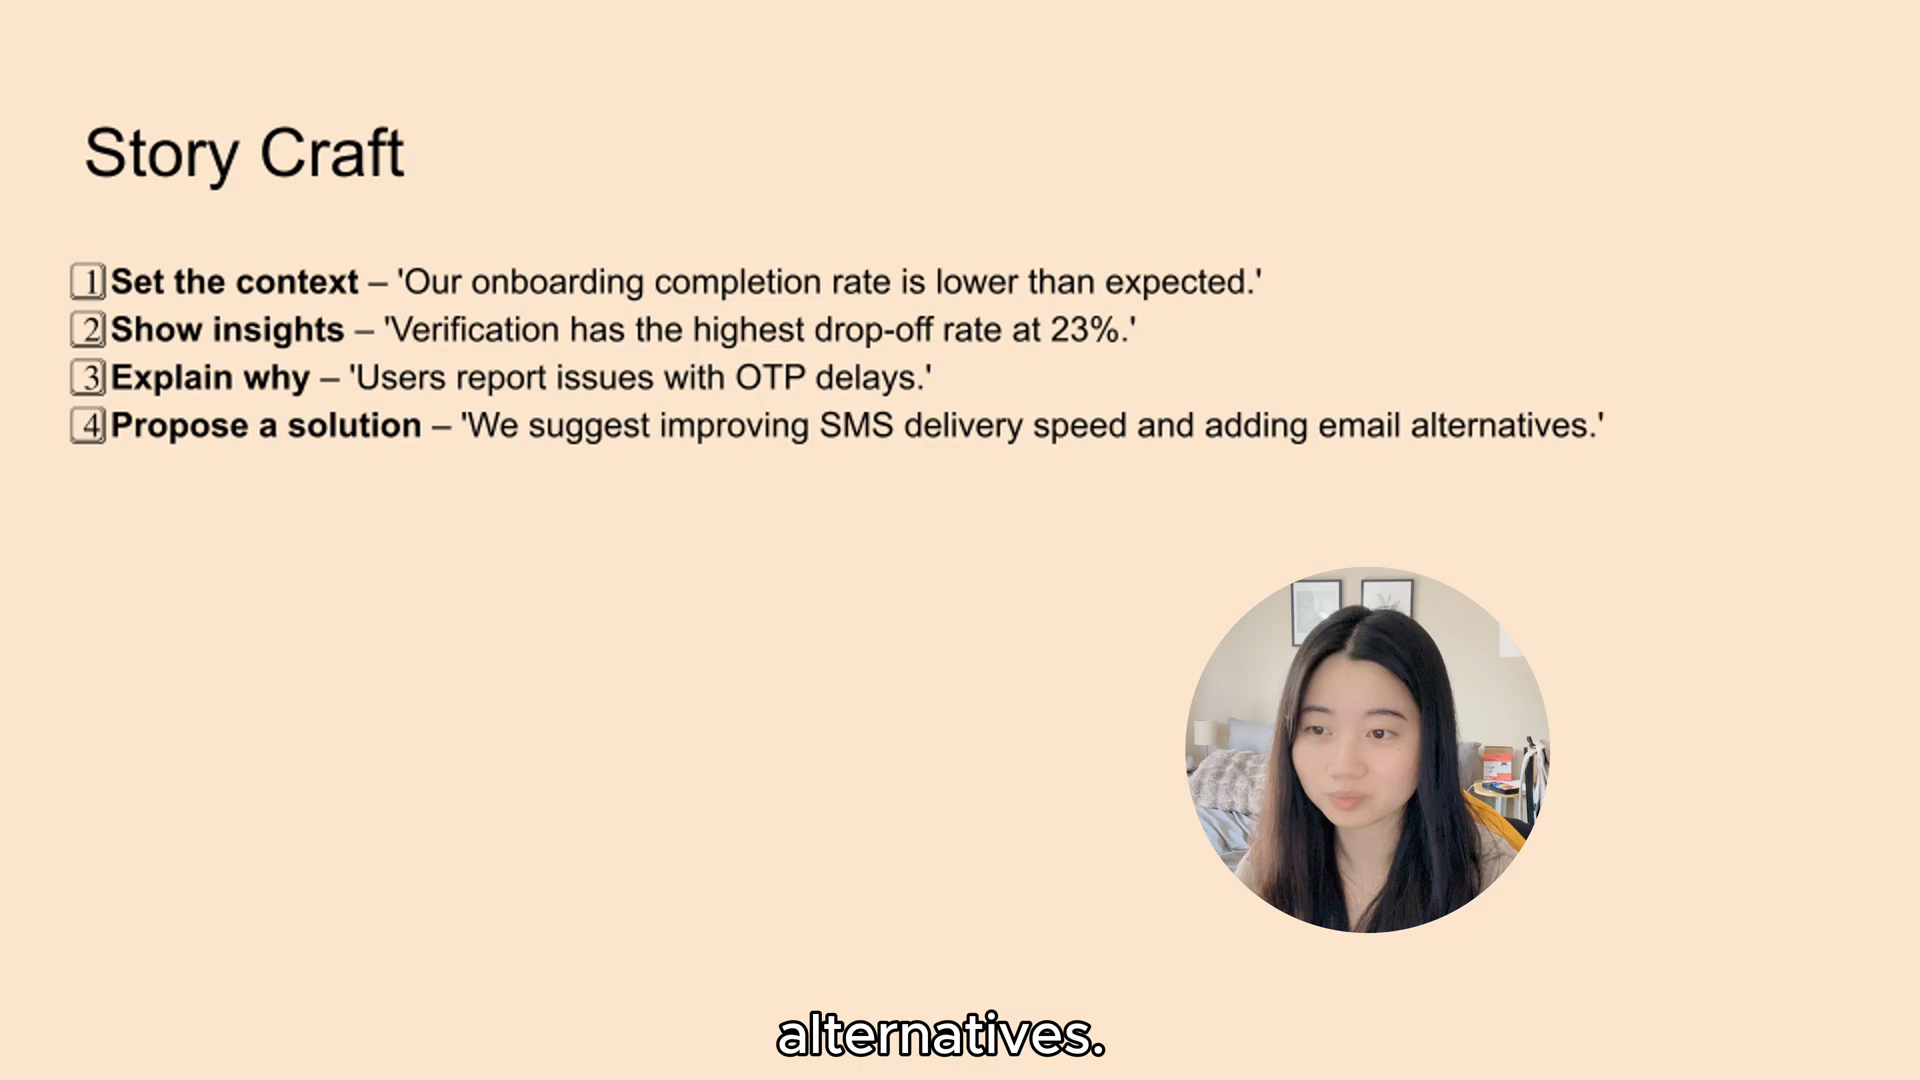 Story Craft
1 Set the context – 'Our onboarding completion rate is lower than expected.'
2 Show insights – 'Verification has the highest drop-off rate at 23%.'
3 Explain why – 'Users report issues with OTP delays.'
4 Propose a solution – 'We suggest improving SMS delivery speed and adding email alternatives.'
alternatives.